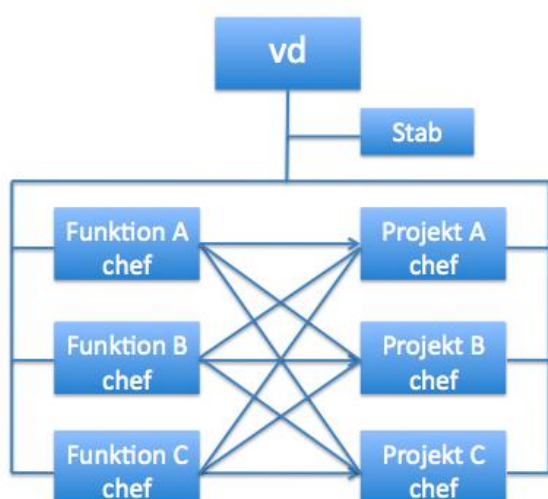 vd
Stab
Funktion A
chef
Projekt A
chef
Funktion B
chef
Projekt B
chef
Funktion C
chef
Projekt C
chef